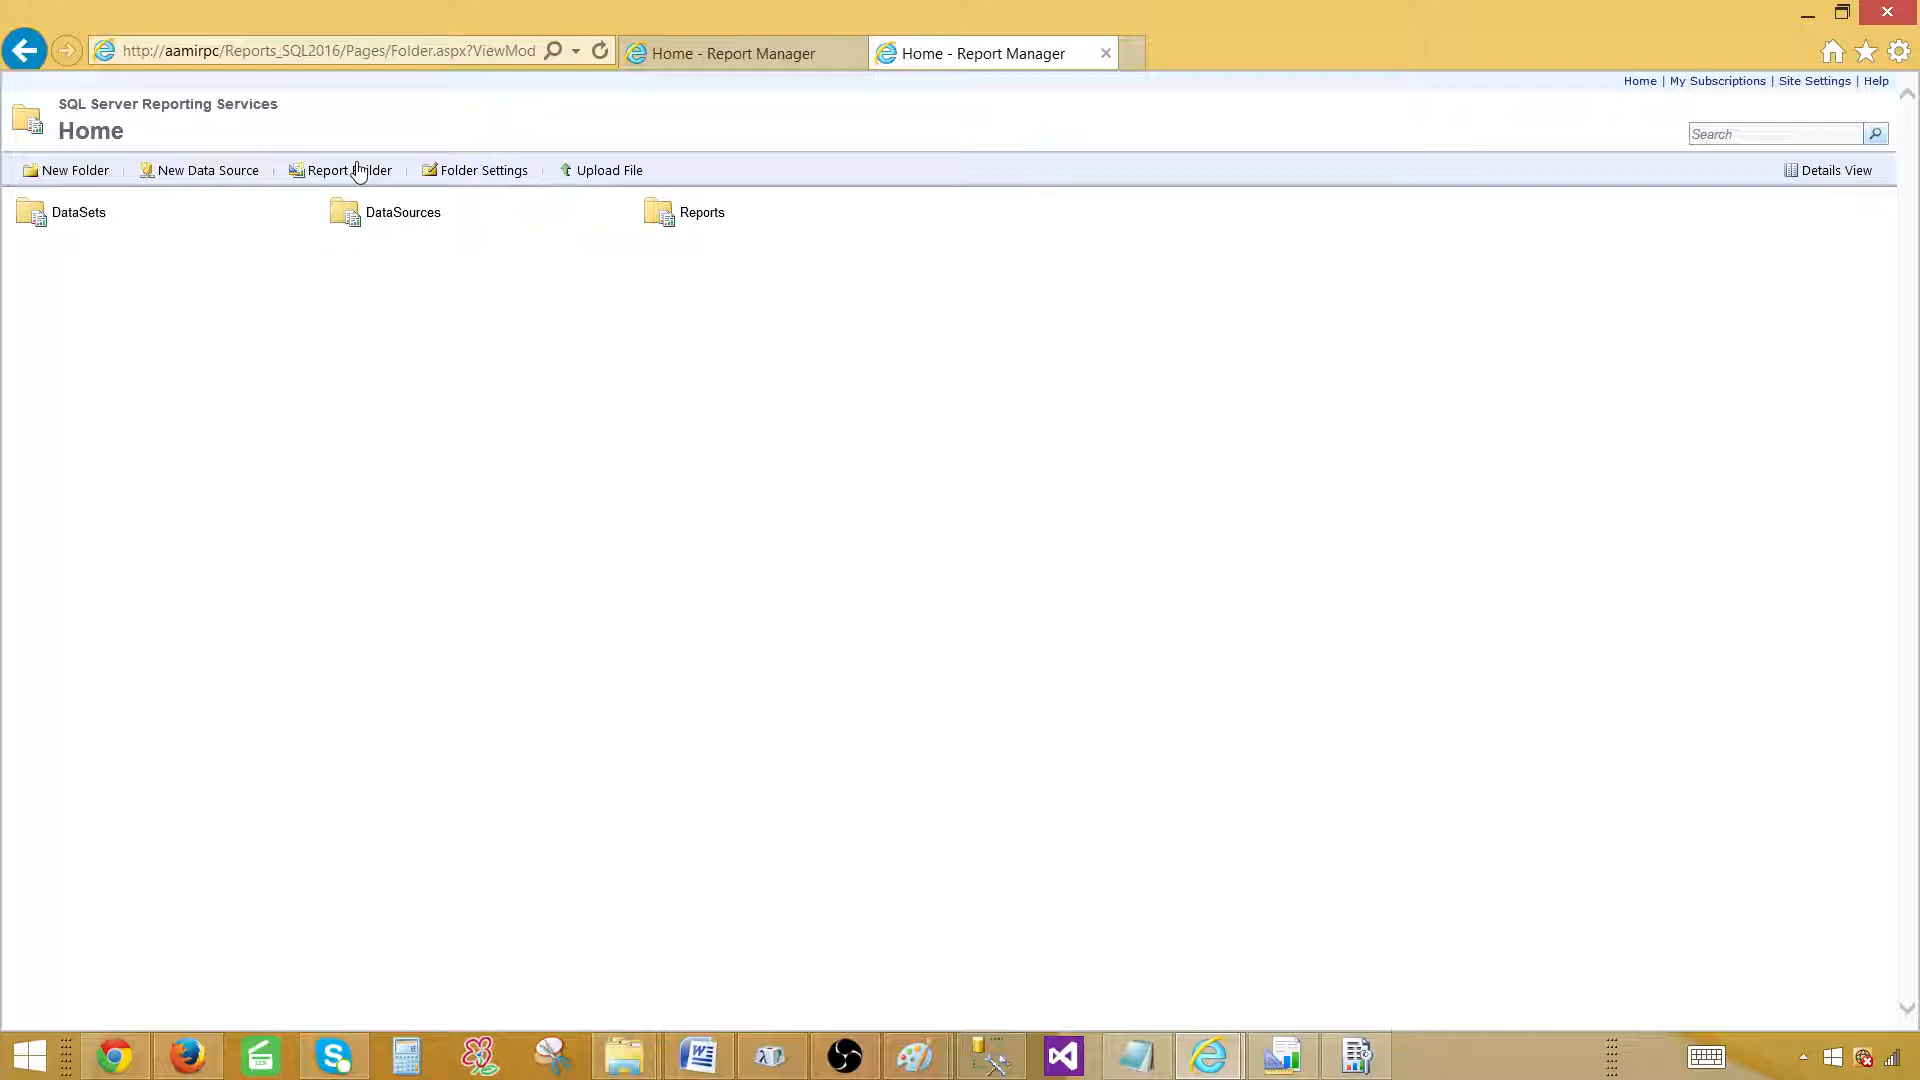 http://aamirpc/Reports_SQL2016/Pages/Folder.aspx?ViewMod
Home - Report Manager
Home - Report Manager
Home | My Subscriptions | Site Settings | Help
SQL Server Reporting Services
Home
Search
New Folder
New Data Source
Report
Folder Settings
Upload File
Details View
DataSets
DataSources
Reports